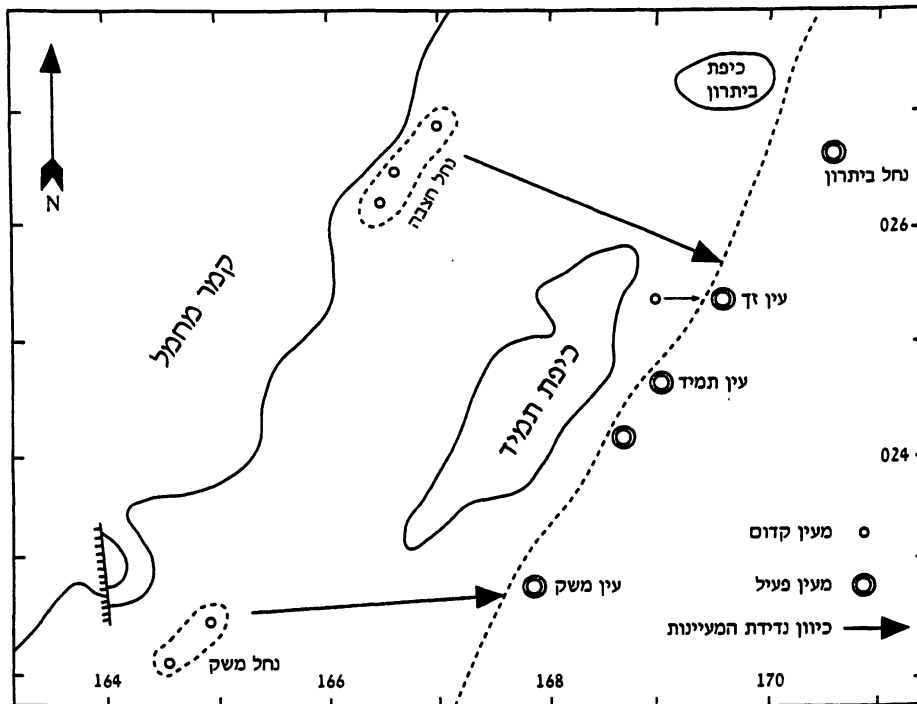 כיפת
ביתרון
נחל ביתרון
נחל חצבה
026
N
קמר מחמל
עין זך
כיפת תמיד
עין תמיד
024
מעין קדום
מעין פעיל
עין משק
כיוון נדידת המעיינות
נחל משק
164
166
168
170